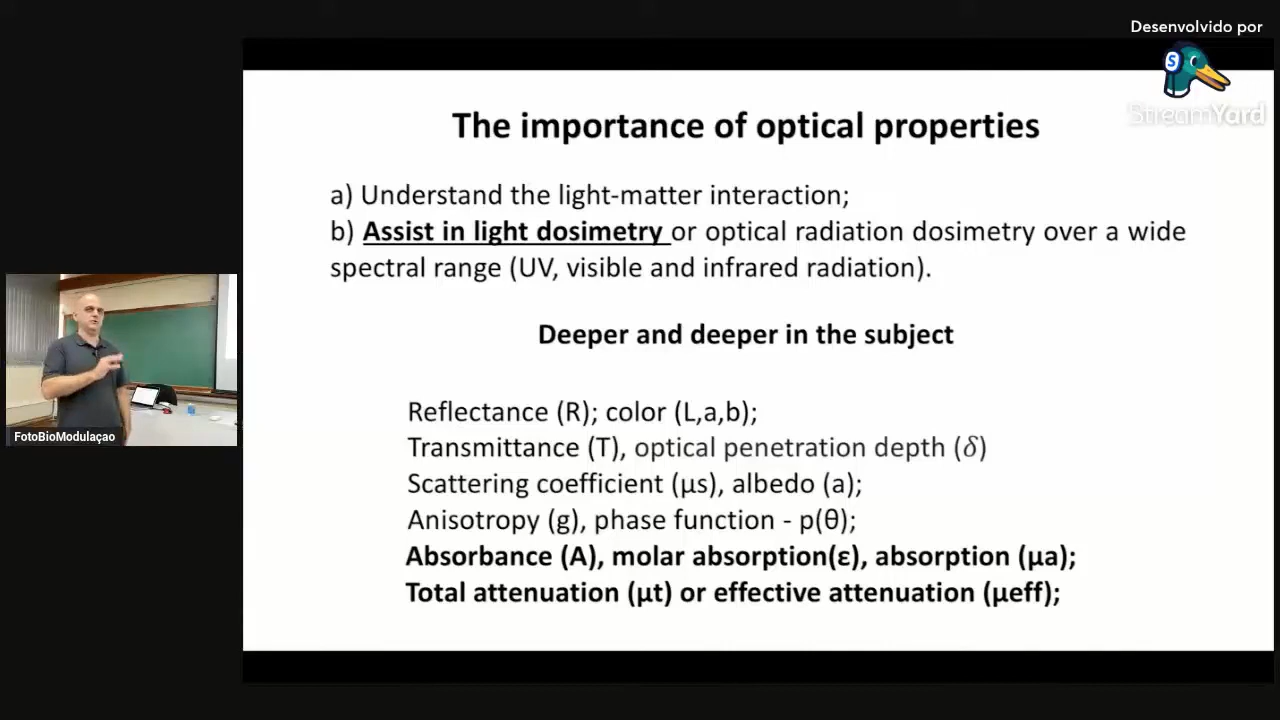 Desenvolvido por
StreamYard
The importance of optical properties
a) Understand the light-matter interaction;
b) Assist in light dosimetry or optical radiation dosimetry over a wide
spectral range (UV, visible and infrared radiation).
Deeper and deeper in the subject
Reflectance (R); color (L,a,b);
Transmittance (T), optical penetration depth (𝛿)
Scattering coefficient (µs), albedo (a);
Anisotropy (g), phase function - p(θ);
Absorbance (A), molar absorption(ε), absorption (µa);
Total attenuation (µt) or effective attenuation (µeff);
FotoBioModulaçao